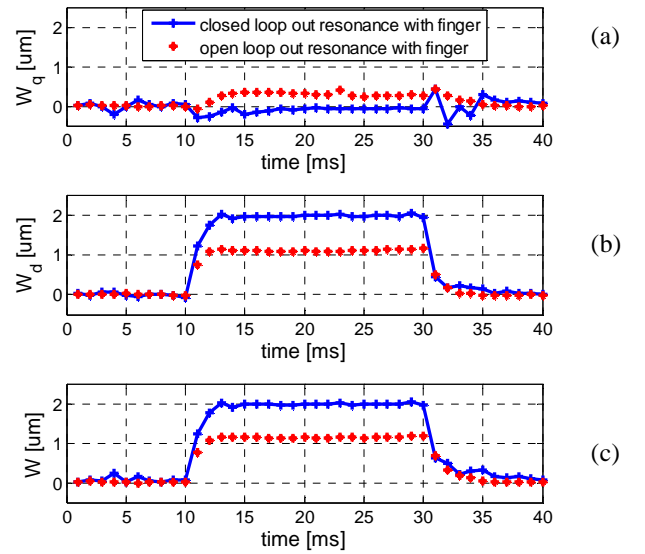 closed loop out resonance with finger
open loop out resonance with finger
W_q [um]
1
0
0 5 10 15 20 25 30 35 40
time [ms]
(a)
W_d [um]
2
1
0
0 5 10 15 20 25 30 35 40
time [ms]
(b)
W [um]
2
1
0
0 5 10 15 20 25 30 35 40
time [ms]
(c)